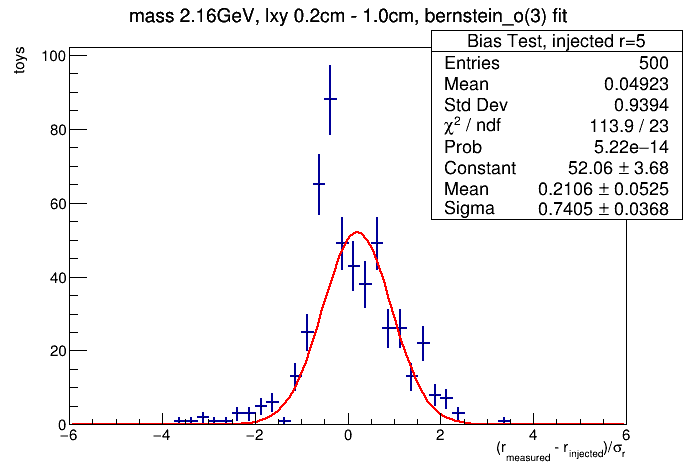 mass 2.16GeV, lxy 0.2cm - 1.0cm, bernstein_o(3) fit
toys
Bias Test, injected r=5
Entries 500
Mean 0.04923
Std Dev 0.9394
χ² / ndf 113.9 / 23
Prob 5.22e−14
Constant 52.06 ± 3.68
Mean 0.2106 ± 0.0525
Sigma 0.7405 ± 0.0368
100
80
60
40
20
0
−6 −4 −2 0 2 4 6
(r_measured - r_injected)/σ_r